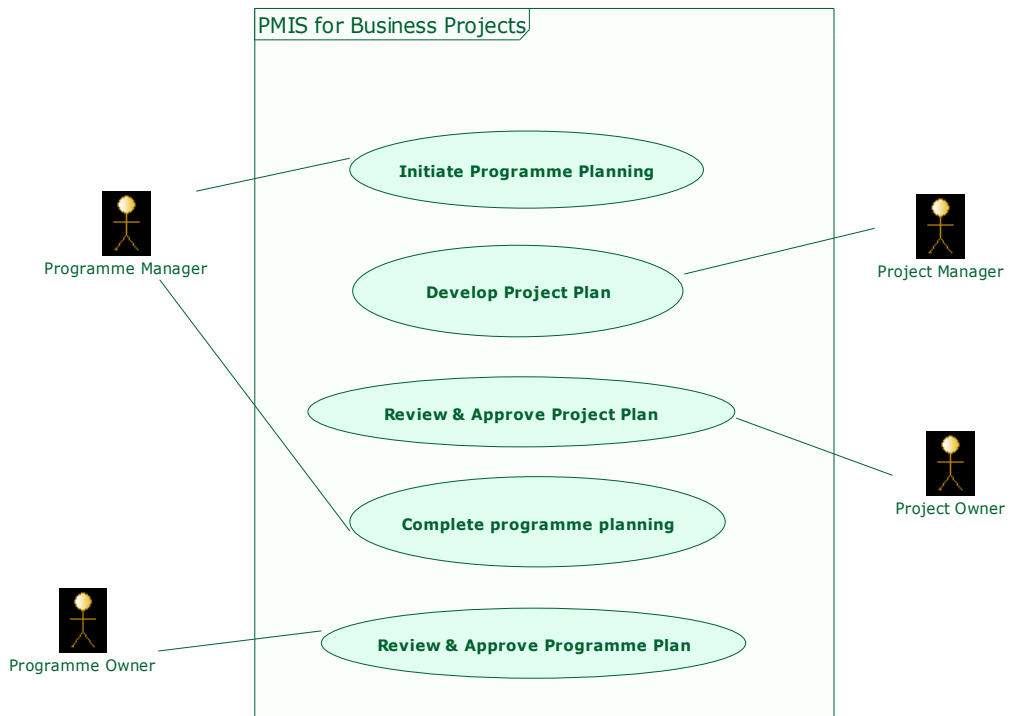 PMIS for Business Projects
Initiate Programme Planning
Programme Manager
Project Manager
Develop Project Plan
Review & Approve Project Plan
Project Owner
Complete programme planning
Programme Owner
Review & Approve Programme Plan